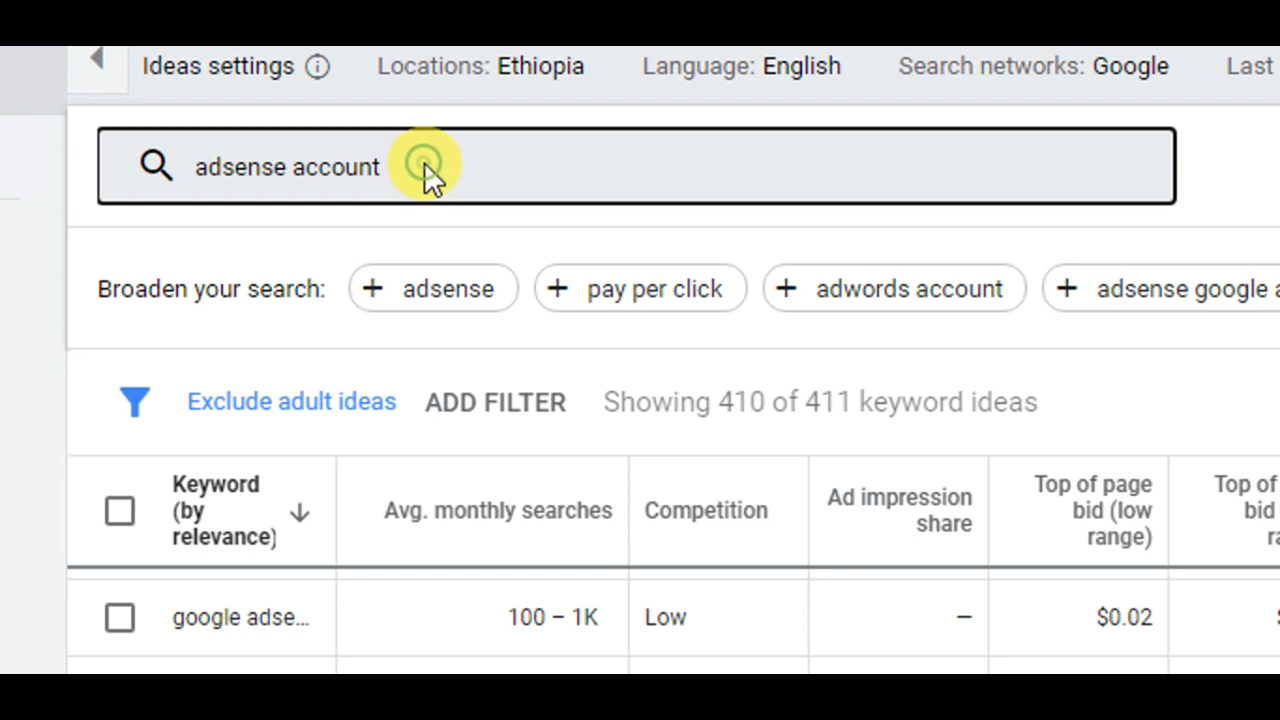 Ideas settings Locations: Ethiopia Language: English Search networks: Google Last
adsense account
Broaden your search: + adsense + pay per click + adwords account + adsense google a
Exclude adult ideas ADD FILTER Showing 410 of 411 keyword ideas
Keyword (by relevance) Avg. monthly searches Competition Ad impression share Top of page bid (low range) Top of bid
google adse... 100 – 1K Low – $0.02